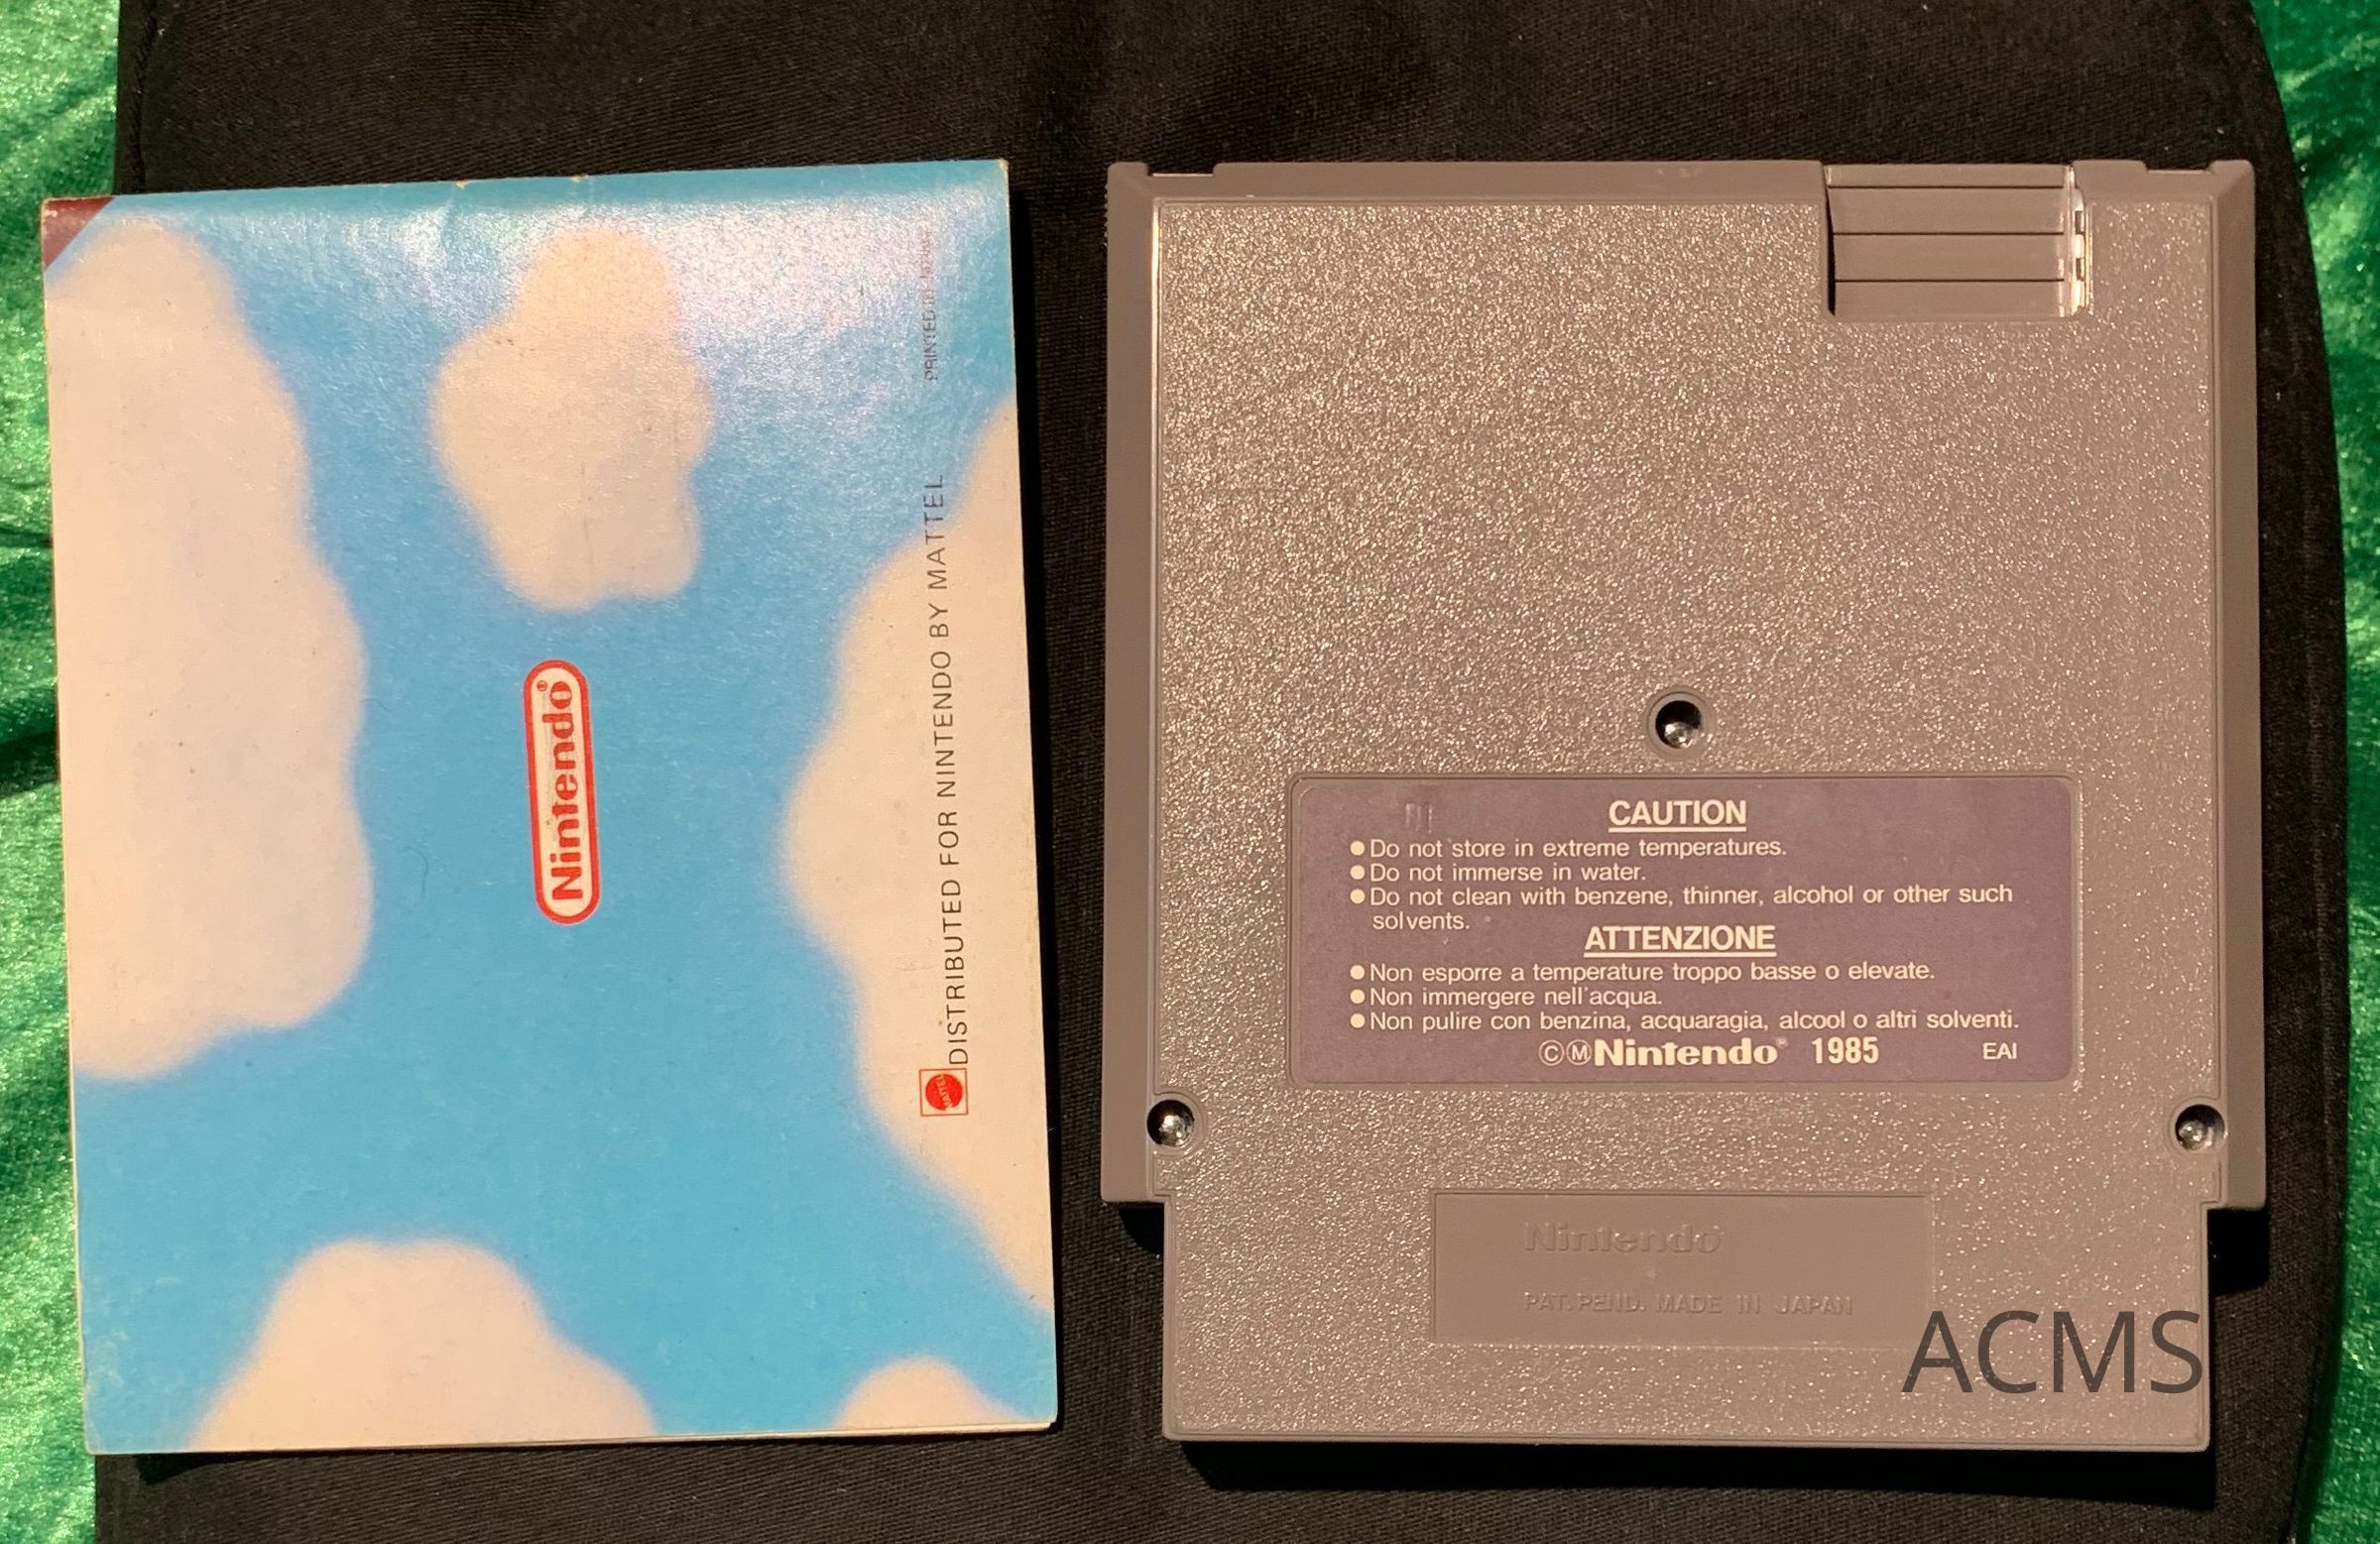 Nintendo®
PRINTED IN
DISTRIBUTED FOR NINTENDO BY MATTEL
MATTEL
CAUTION
● Do not store in extreme temperatures.
● Do not immerse in water.
● Do not clean with benzene, thinner, alcohol or other such
solvents.
ATTENZIONE
● Non esporre a temperature troppo basse o elevate.
● Non immergere nell'acqua.
● Non pulire con benzina, acquaragia, alcool o altri solventi.
©Ⓜ Nintendo® 1985 EAI
Nintendo
PAT. PEND. MADE IN JAPAN
ACMS